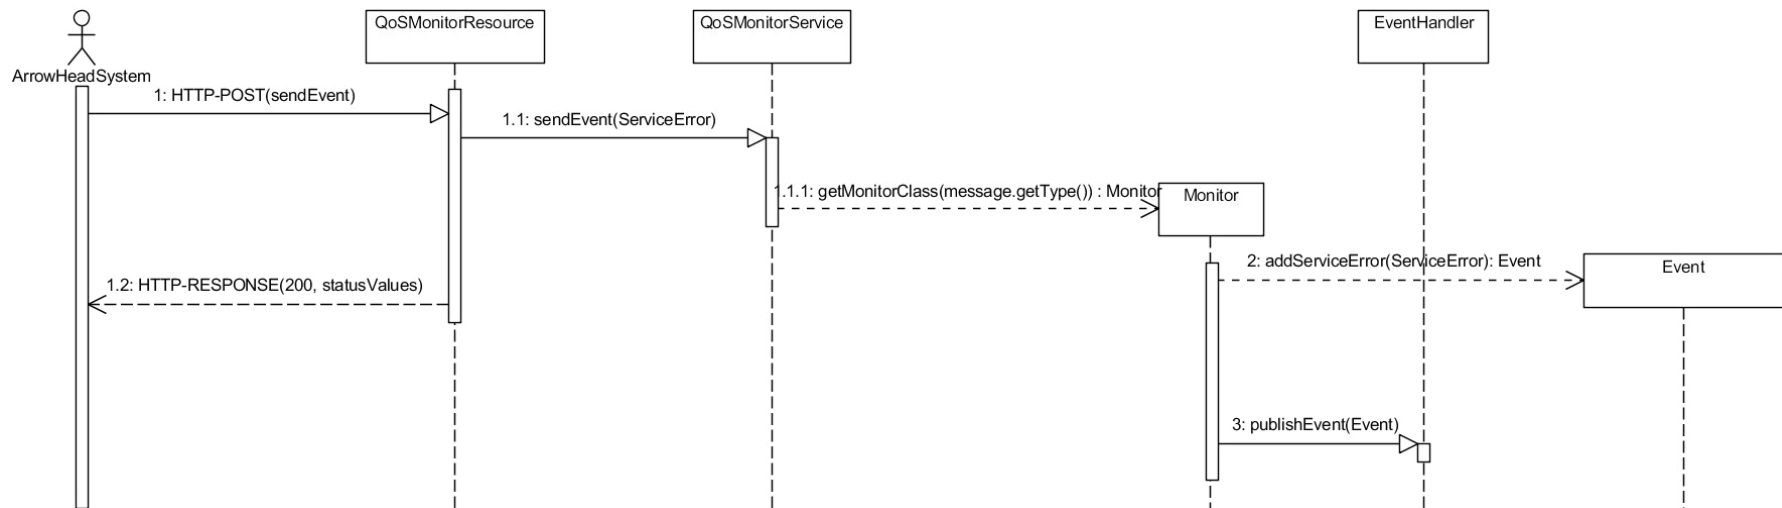 QoSMonitorResource
QoSMonitorService
EventHandler
ArrowHeadSystem
1: HTTP-POST(sendEvent)
1.1: sendEvent(ServiceError)
1.1.1: getMonitorClass(message.getType()) : Monitor
Monitor
2: addServiceError(ServiceError): Event
Event
1.2: HTTP-RESPONSE(200, statusValues)
3: publishEvent(Event)